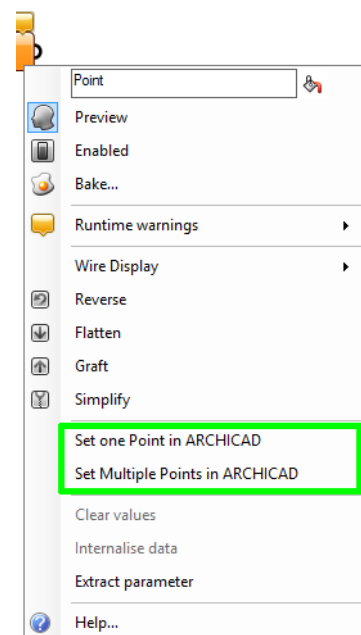 Point
Preview
Enabled
Bake...
Runtime warnings
Wire Display
Reverse
Flatten
Graft
Simplify
Set one Point in ARCHICAD
Set Multiple Points in ARCHICAD
Clear values
Internalise data
Extract parameter
Help...